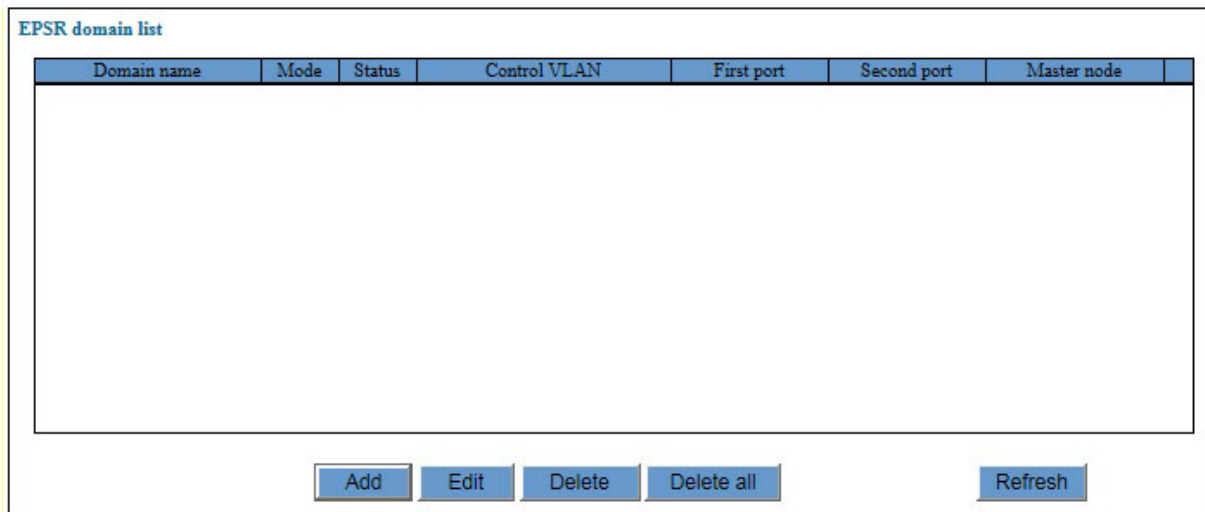 EPSR domain list
Domain name Mode Status Control VLAN First port Second port Master node
Add Edit Delete Delete all Refresh